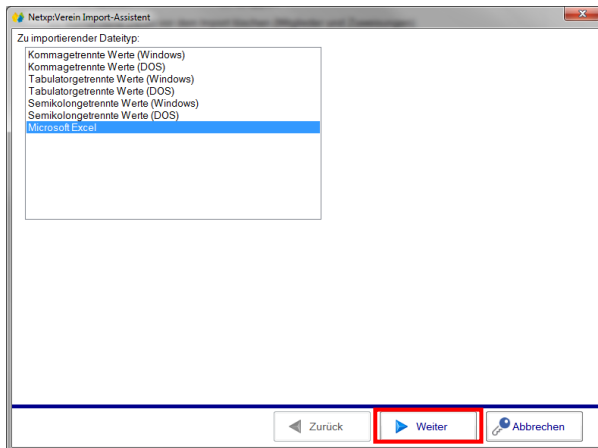 Netxp:Verein Import-Assistent
Zu importierender Dateityp:
Kommagetrennte Werte (Windows)
Kommagetrennte Werte (DOS)
Tabulatorgetrennte Werte (Windows)
Tabulatorgetrennte Werte (DOS)
Semikolongetrennte Werte (Windows)
Semikolongetrennte Werte (DOS)
Microsoft Excel
Zurück
Weiter
Abbrechen